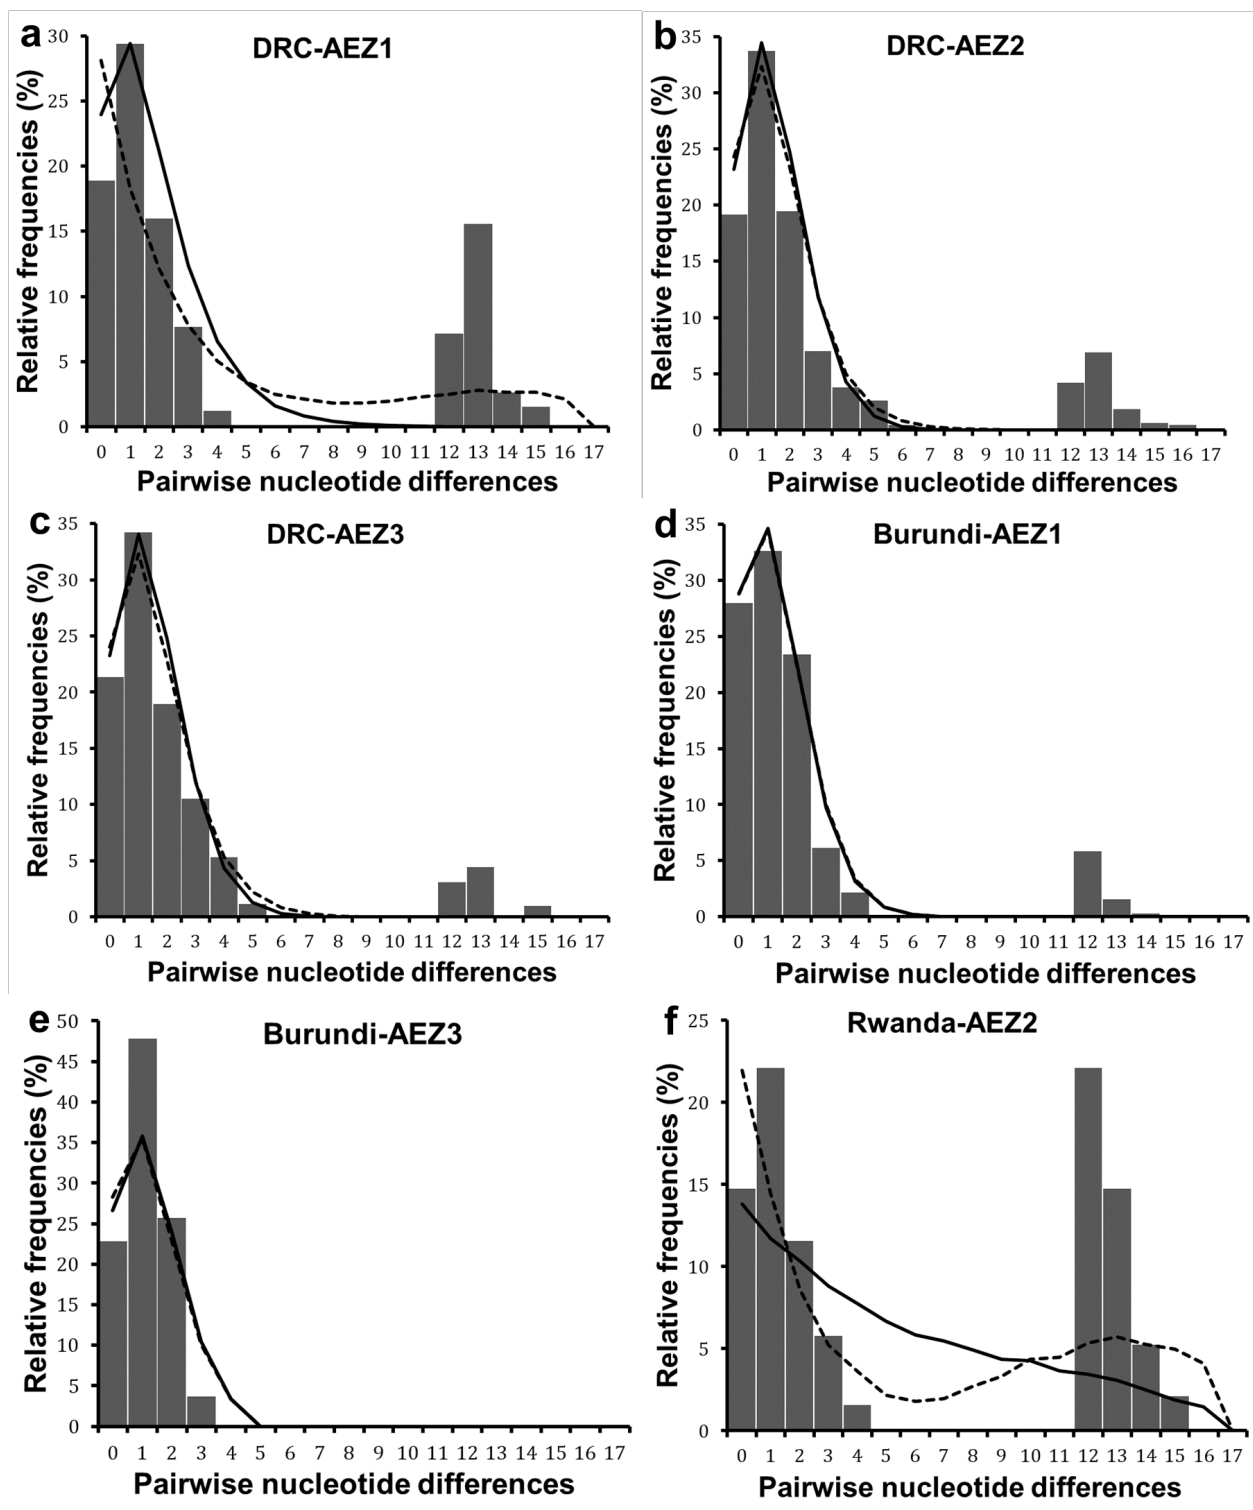 a
DRC-AEZ1
Relative frequencies (%)
30
25
20
15
10
5
0
0 1 2 3 4 5 6 7 8 9 10 11 12 13 14 15 16 17
Pairwise nucleotide differences
b
DRC-AEZ2
Relative frequencies (%)
35
30
25
20
15
10
5
0
0 1 2 3 4 5 6 7 8 9 10 11 12 13 14 15 16 17
Pairwise nucleotide differences
c
DRC-AEZ3
Relative frequencies (%)
35
30
25
20
15
10
5
0
0 1 2 3 4 5 6 7 8 9 10 11 12 13 14 15 16 17
Pairwise nucleotide differences
d
Burundi-AEZ1
Relative frequencies (%)
35
30
25
20
15
10
5
0
0 1 2 3 4 5 6 7 8 9 10 11 12 13 14 15 16 17
Pairwise nucleotide differences
e
Burundi-AEZ3
Relative frequencies (%)
50
45
40
35
30
25
20
15
10
5
0
0 1 2 3 4 5 6 7 8 9 10 11 12 13 14 15 16 17
Pairwise nucleotide differences
f
Rwanda-AEZ2
Relative frequencies (%)
25
20
15
10
5
0
0 1 2 3 4 5 6 7 8 9 10 11 12 13 14 15 16 17
Pairwise nucleotide differences